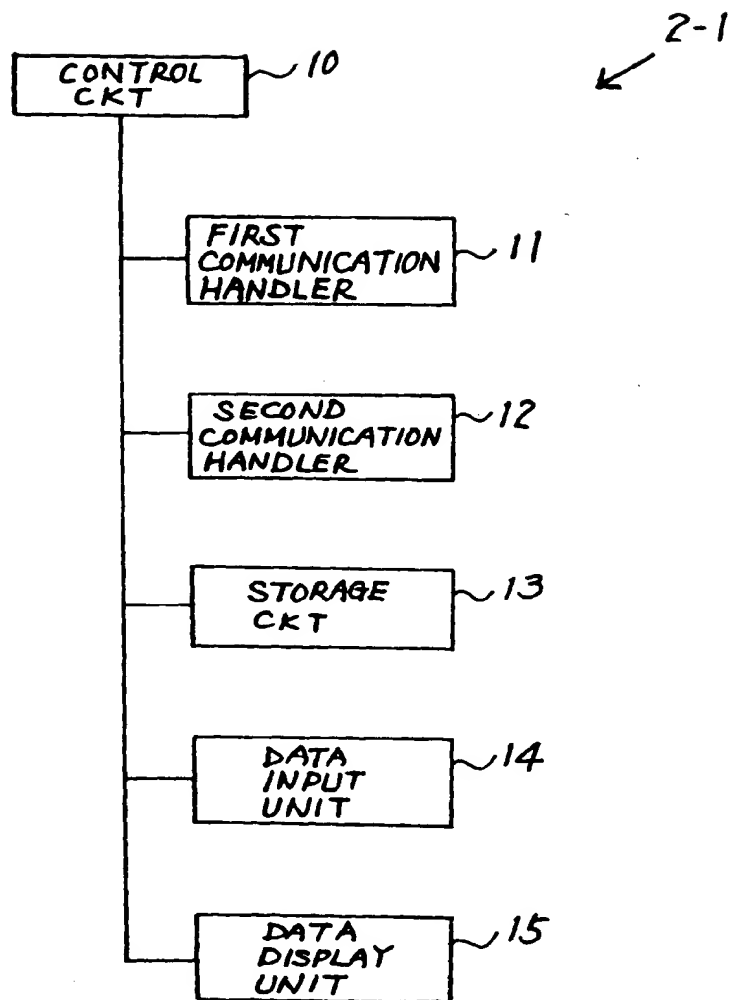 2-1
CONTROL
CKT
10
FIRST
COMMUNICATION
HANDLER
11
SECOND
COMMUNICATION
HANDLER
12
STORAGE
CKT
13
DATA
INPUT
UNIT
14
DATA
DISPLAY
UNIT
15